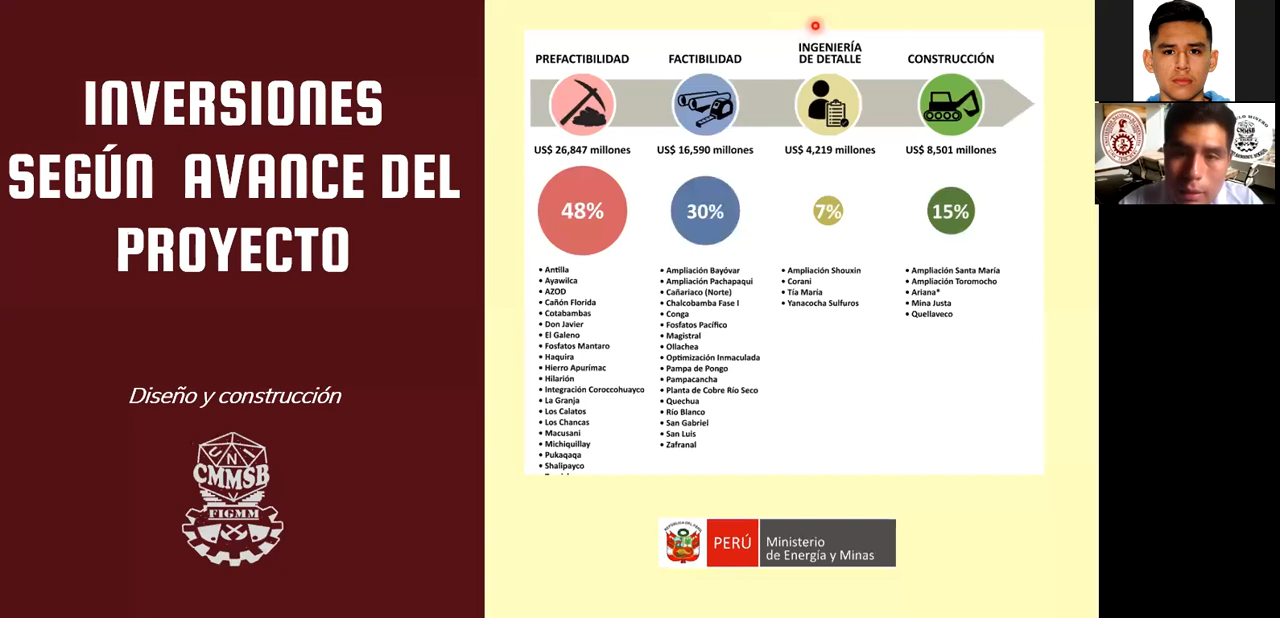 INVERSIONES
SEGÚN AVANCE DEL
PROYECTO
Diseño y construcción
UNI
CMMSB
FIGMM
PREFACTIBILIDAD
FACTIBILIDAD
INGENIERÍA
DE DETALLE
CONSTRUCCIÓN
US$ 26,847 millones
US$ 16,590 millones
US$ 4,219 millones
US$ 8,501 millones
48%
30%
7%
15%
• Antilla
• Ayawilca
• AZOD
• Cañón Florida
• Cotabambas
• Don Javier
• El Galeno
• Fosfatos Mantaro
• Haquira
• Hierro Apurímac
• Hilarión
• Integración Coroccohuayco
• La Granja
• Los Calatos
• Los Chancas
• Macusani
• Michiquillay
• Pukaqaqa
• Shalipayco
• Ampliación Bayóvar
• Ampliación Pachapaqui
• Cañariaco (Norte)
• Chalcobamba Fase I
• Conga
• Fosfatos Pacífico
• Magistral
• Ollachea
• Optimización Inmaculada
• Pampa de Pongo
• Pampacancha
• Planta de Cobre Río Seco
• Quechua
• Río Blanco
• San Gabriel
• San Luis
• Zafranal
• Ampliación Shouxin
• Corani
• Tía María
• Yanacocha Sulfuros
• Ampliación Santa María
• Ampliación Toromocho
• Ariana*
• Mina Justa
• Quellaveco
PERÚ
Ministerio
de Energía y Minas
CMMSB